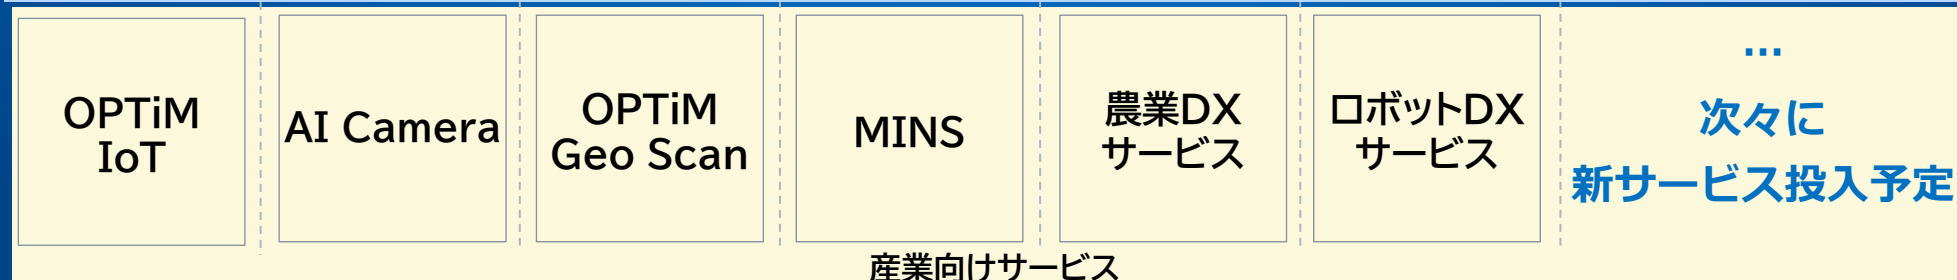 OPTiM
IoT
AI Camera
OPTiM
Geo Scan
MINS
農業DX
サービス
ロボットDX
サービス
…
次々に
新サービス投入予定
産業向けサービス